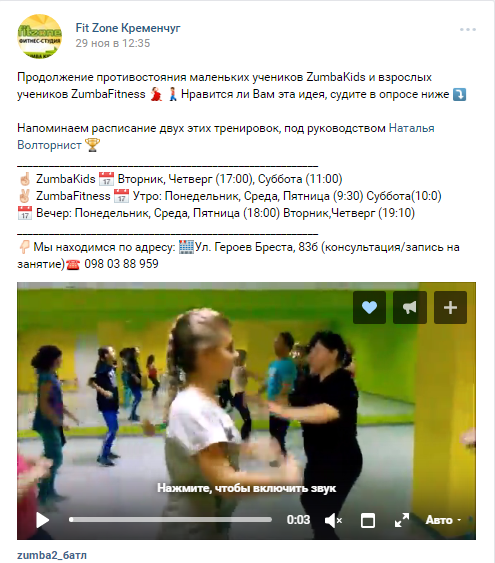 fitzone
ФИТНЕС-СТУДИЯ
Fit Zone Кременчуг
29 ноя в 12:35
Продолжение противостояния маленьких учеников ZumbaKids и взрослых
учеников ZumbaFitness 💃🚶Нравится ли Вам эта идея, судите в опросе ниже ⤵
Напоминаем расписание двух этих тренировок, под руководством Наталья
Волторнист 🏆
☝ ZumbaKids 📅 Вторник, Четверг (17:00), Суббота (11:00)
✌ ZumbaFitness 📅 Утро: Понедельник, Среда, Пятница (9:30) Суббота(10:0)
📅 Вечер: Понедельник, Среда, Пятница (18:00) Вторник,Четверг (19:10)
👇Мы находимся по адресу: 🏢Ул. Героев Бреста, 83б (консультация/запись на
занятие)☎ 098 03 88 959
Нажмите, чтобы включить звук
0:03
Авто
zumba2_батл